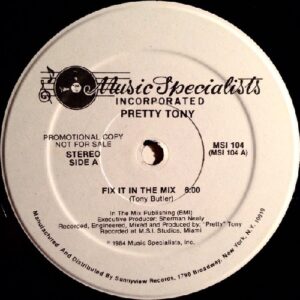 Music Specialists
INCORPORATED
PRETTY TONY
PROMOTIONAL COPY
NOT FOR SALE
STEREO
SIDE A
MSI 104
(MSI 104 A)
FIX IT IN THE MIX 6:00
(Tony Butler)
In The Mix Publishing (BMI)
Executive Producer: Sherman Neely
Recorded, Engineered, Mixed and Produced by, "Pretty" Tony
Recorded at M.S.I. Studios, Miami
© 1984 Music Specialists, Inc.
Manufactured And Distributed By Sunnyview Records, 1790 Broadway, New York, N.Y. 10019